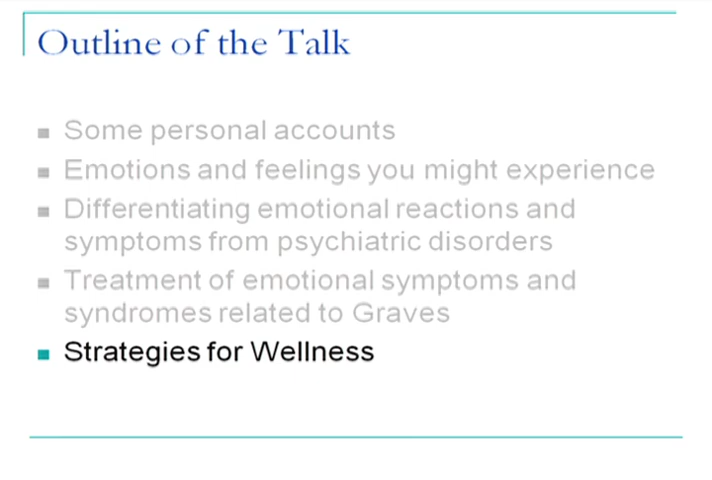 Outline of the Talk
Some personal accounts
Emotions and feelings you might experience
Differentiating emotional reactions and
symptoms from psychiatric disorders
Treatment of emotional symptoms and
syndromes related to Graves
Strategies for Wellness